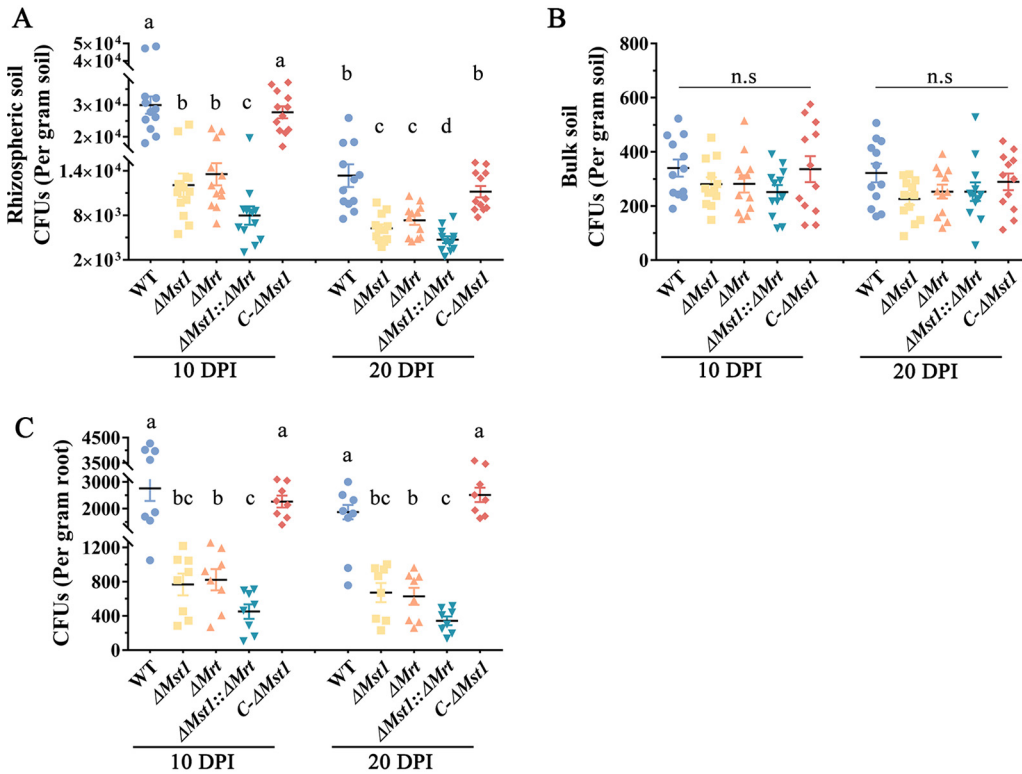 A
Rhizospheric soil
CFUs (Per gram soil)
5×10⁴
4×10⁴
3×10⁴
2×10⁴
1.4×10⁴
8×10³
2×10³
a
b
b
c
a
b
c
c
d
b
WT
ΔMst1
ΔMrt
ΔMst1::ΔMrt
C-ΔMst1
WT
ΔMst1
ΔMrt
ΔMst1::ΔMrt
C-ΔMst1
10 DPI
20 DPI
B
Bulk soil
CFUs (Per gram soil)
800
600
400
200
0
n.s
n.s
WT
ΔMst1
ΔMrt
ΔMst1::ΔMrt
C-ΔMst1
WT
ΔMst1
ΔMrt
ΔMst1::ΔMrt
C-ΔMst1
10 DPI
20 DPI
C
CFUs (Per gram root)
4500
3500
3000
2000
1200
800
400
0
a
bc
b
c
a
a
bc
b
c
a
WT
ΔMst1
ΔMrt
ΔMst1::ΔMrt
C-ΔMst1
WT
ΔMst1
ΔMrt
ΔMst1::ΔMrt
C-ΔMst1
10 DPI
20 DPI